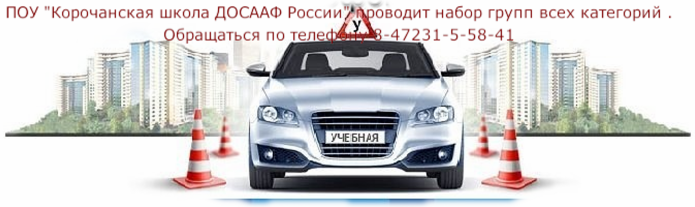 ПОУ "Корочанская школа ДОСААФ России" проводит набор групп всех категорий .
Обращаться по телефону 8-47231-5-58-41
У
УЧЕБНАЯ